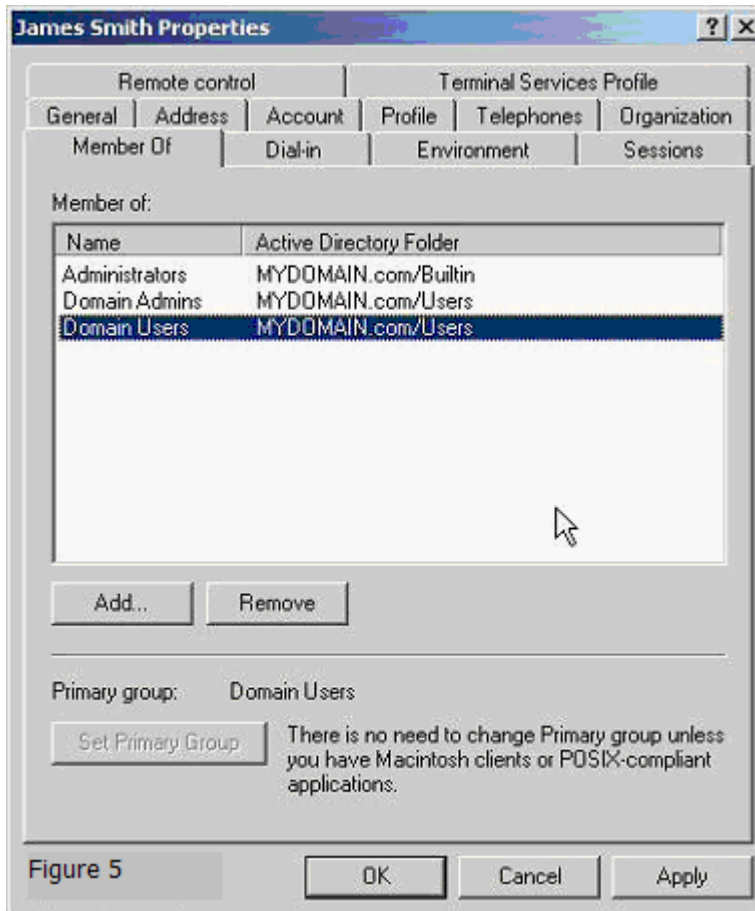 James Smith Properties
Remote control Terminal Services Profile
General Address Account Profile Telephones Organization
Member Of Dial-in Environment Sessions
Member of:
Name Active Directory Folder
Administrators MYDOMAIN.com/Builtin
Domain Admins MYDOMAIN.com/Users
Domain Users MYDOMAIN.com/Users
Add... Remove
Primary group: Domain Users
Set Primary Group
There is no need to change Primary group unless
you have Macintosh clients or POSIX-compliant
applications.
Figure 5
OK Cancel Apply